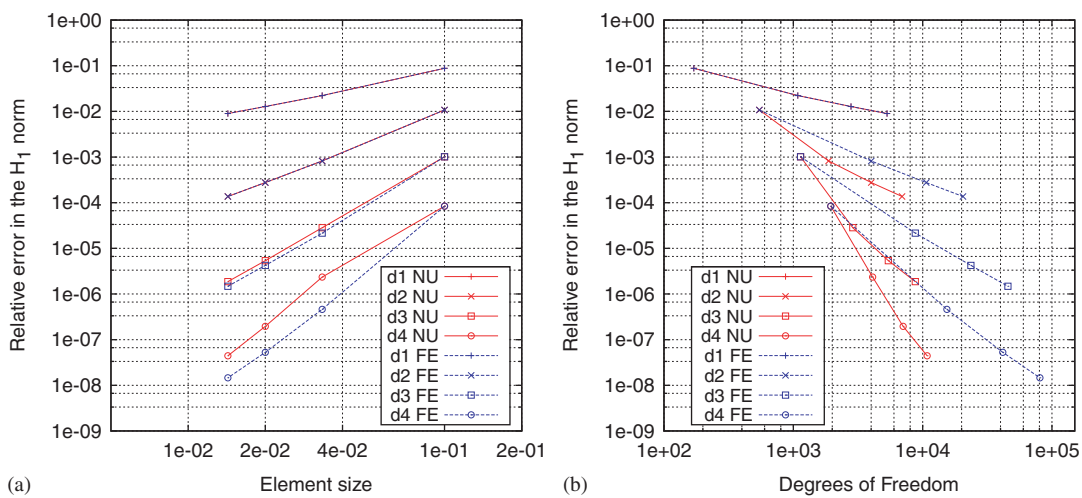 Relative error in the H1 norm
1e+00
1e-01
1e-02
1e-03
1e-04
1e-05
1e-06
1e-07
1e-08
1e-09
d1 NU
d2 NU
d3 NU
d4 NU
d1 FE
d2 FE
d3 FE
d4 FE
1e-02 2e-02 4e-02 1e-01 2e-01
(a) Element size
Relative error in the H1 norm
1e+00
1e-01
1e-02
1e-03
1e-04
1e-05
1e-06
1e-07
1e-08
1e-09
d1 NU
d2 NU
d3 NU
d4 NU
d1 FE
d2 FE
d3 FE
d4 FE
1e+02 1e+03 1e+04 1e+05
(b) Degrees of Freedom